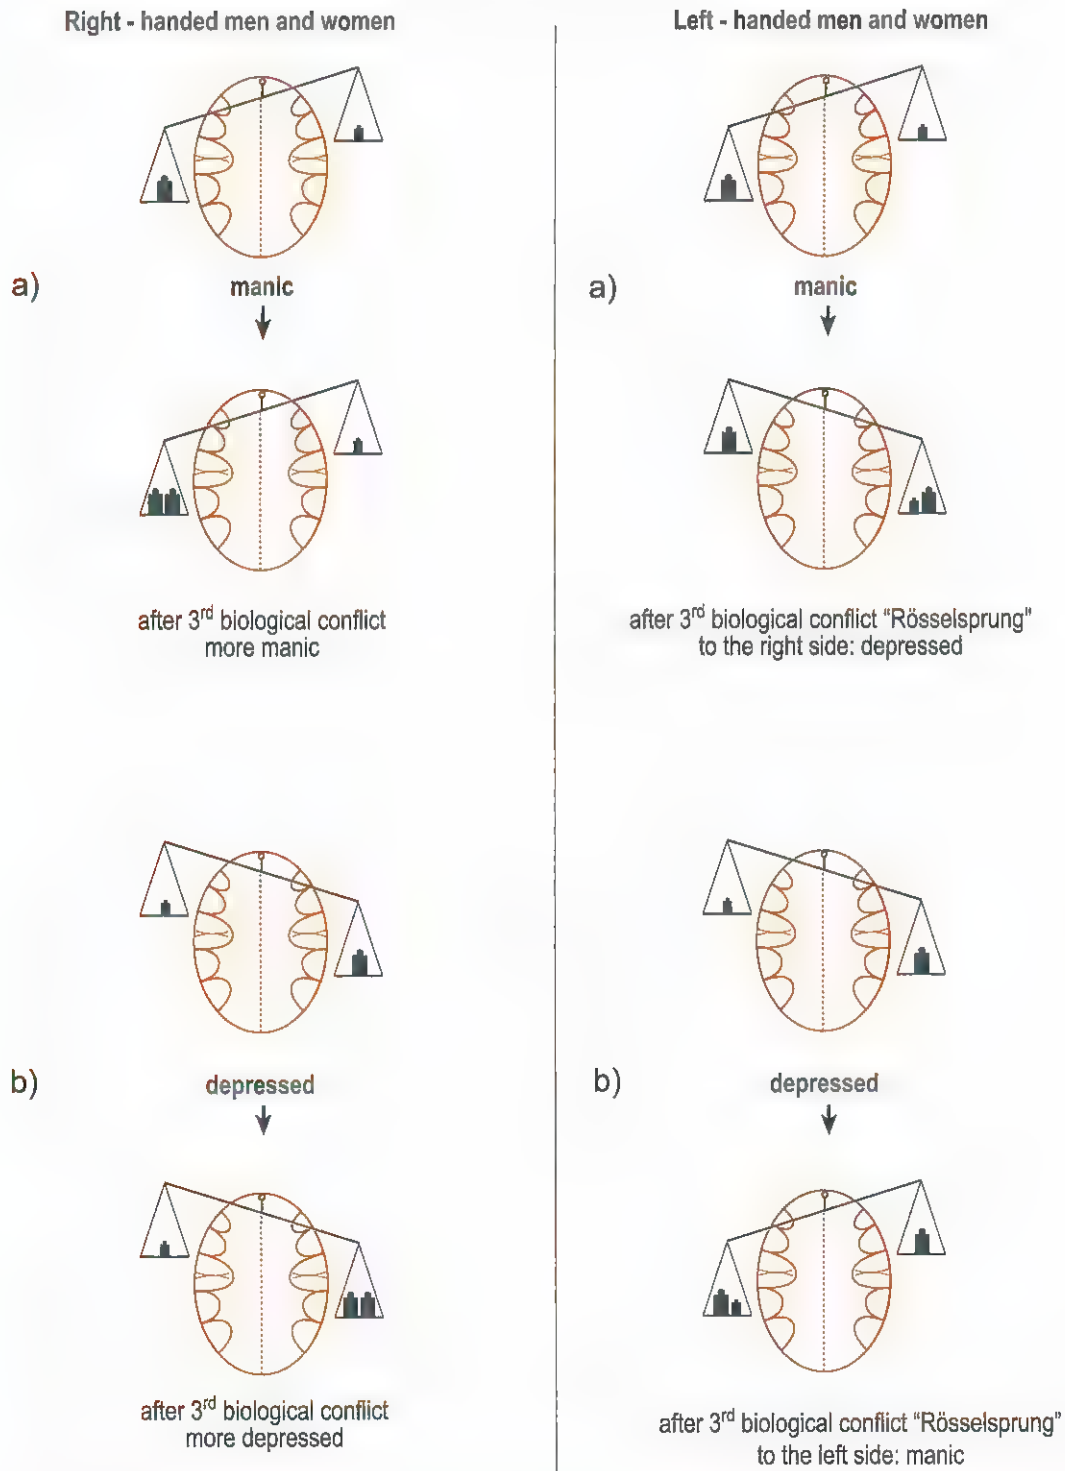 Right - handed men and women
a)
manic
after 3rd biological conflict
more manic
b)
depressed
after 3rd biological conflict
more depressed
Left - handed men and women
a)
manic
after 3rd biological conflict "Rösselsprung"
to the right side: depressed
b)
depressed
after 3rd biological conflict "Rösselsprung"
to the left side: manic